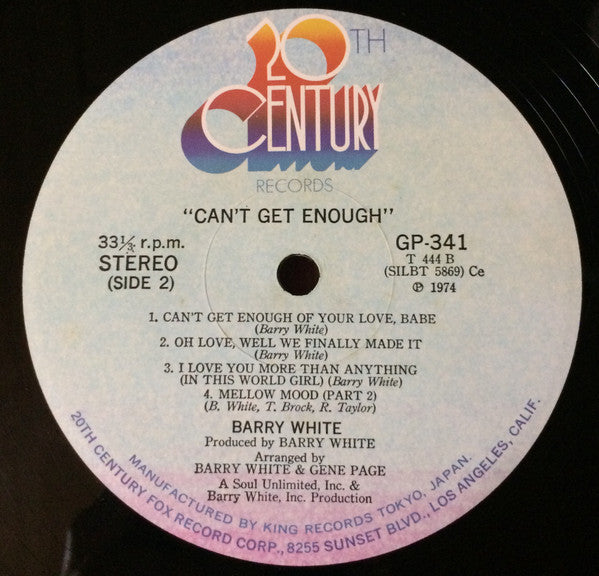 20TH
CENTURY
RECORDS
"CAN'T GET ENOUGH"
33⅓ r.p.m.
STEREO
(SIDE 2)
GP-341
T 444 B
(SILBT 5869) Ce
Ⓟ 1974
1. CAN'T GET ENOUGH OF YOUR LOVE, BABE
(Barry White)
2. OH LOVE, WELL WE FINALLY MADE IT
(Barry White)
3. I LOVE YOU MORE THAN ANYTHING
(IN THIS WORLD GIRL) (Barry White)
4. MELLOW MOOD (PART 2)
(B. White, T. Brock, R. Taylor)
BARRY WHITE
Produced by BARRY WHITE
Arranged by
BARRY WHITE & GENE PAGE
A Soul Unlimited, Inc. &
Barry White, Inc. Production
MANUFACTURED BY KING RECORDS TOKYO, JAPAN.
20TH CENTURY FOX RECORD CORP., 8255 SUNSET BLVD., LOS ANGELES, CALIF.